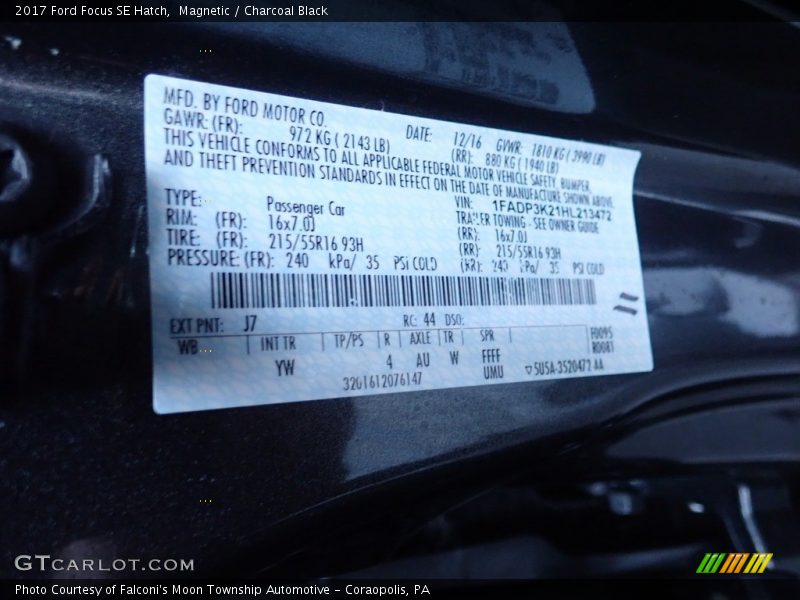 2017 Ford Focus SE Hatch, Magnetic / Charcoal Black
MFD. BY FORD MOTOR CO.
DATE: 12/16 GVWR: 1810 KG ( 3990 LB)
GAWR: (FR): 972 KG ( 2143 LB) (RR): 880 KG ( 1940 LB)
THIS VEHICLE CONFORMS TO ALL APPLICABLE FEDERAL MOTOR VEHICLE SAFETY, BUMPER,
AND THEFT PREVENTION STANDARDS IN EFFECT ON THE DATE OF MANUFACTURE SHOWN ABOVE
VIN: 1FADP3K21HL213472
TYPE: Passenger Car TRAILER TOWING - SEE OWNER GUIDE
RIM: (FR): 16x7.0J (RR): 16x7.0J
TIRE: (FR): 215/55R16 93H (RR): 215/55R16 93H
PRESSURE: (FR): 240 kPa/ 35 PSI COLD (RR): 240 kPa/ 35 PSI COLD
EXT PNT: J7 RC: 44 DSO:
WB INT TR TP/PS R AXLE TR SPR F0095
R0081
YW 4 AU W FFFF
UMU
3201612076147 5U5A-3520472 AA
GTCARLOT.COM
Photo Courtesy of Falconi's Moon Township Automotive - Coraopolis, PA